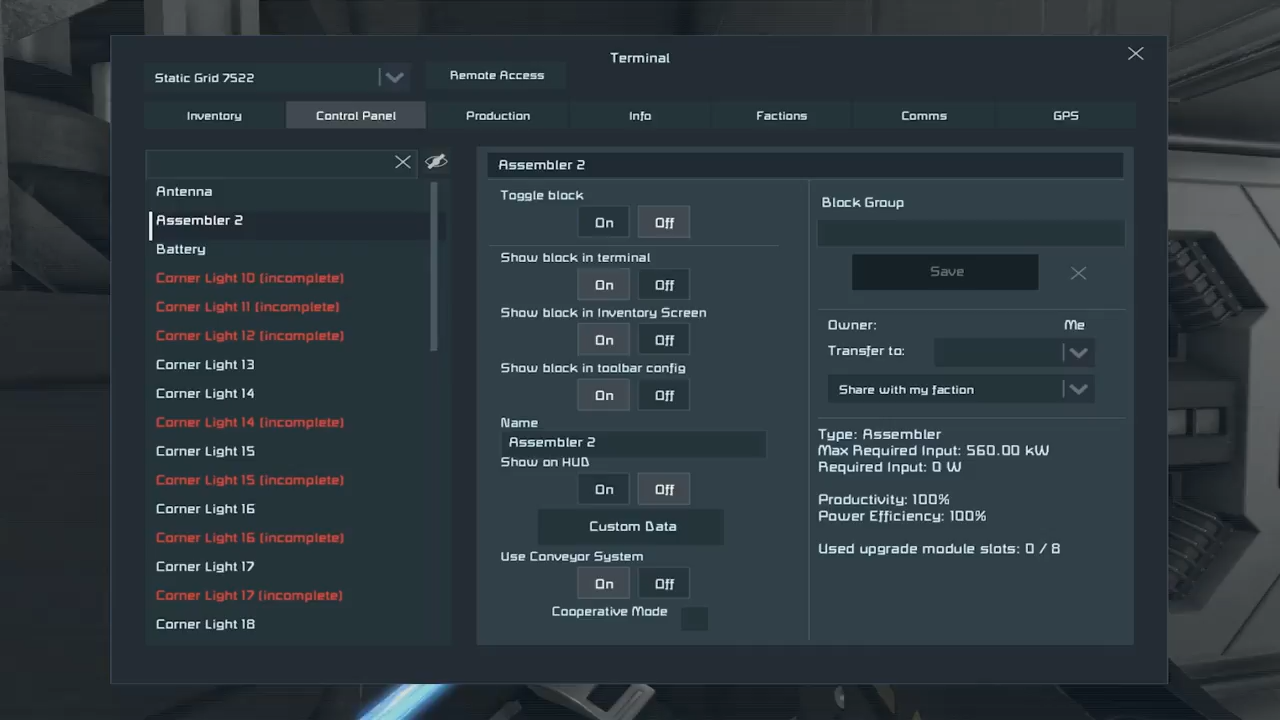 Terminal
Static Grid 7522
Remote Access
Inventory
Control Panel
Production
Info
Factions
Comms
GPS
Antenna
Assembler 2
Battery
Corner Light 10 (incomplete)
Corner Light 11 (incomplete)
Corner Light 12 (incomplete)
Corner Light 13
Corner Light 14
Corner Light 14 (incomplete)
Corner Light 15
Corner Light 15 (incomplete)
Corner Light 16
Corner Light 16 (incomplete)
Corner Light 17
Corner Light 17 (incomplete)
Corner Light 18
Assembler 2
Toggle block
On Off
Show block in terminal
On Off
Show block in Inventory Screen
On Off
Show block in toolbar config
On Off
Name
Assembler 2
Show on HUD
On Off
Custom Data
Use Conveyor System
On Off
Cooperative Mode
Block Group
Save
Owner: Me
Transfer to:
Share with my faction
Type: Assembler
Max Required Input: 560.00 kW
Required Input: 0 W
Productivity: 100%
Power Efficiency: 100%
Used upgrade module slots: 0 / 8